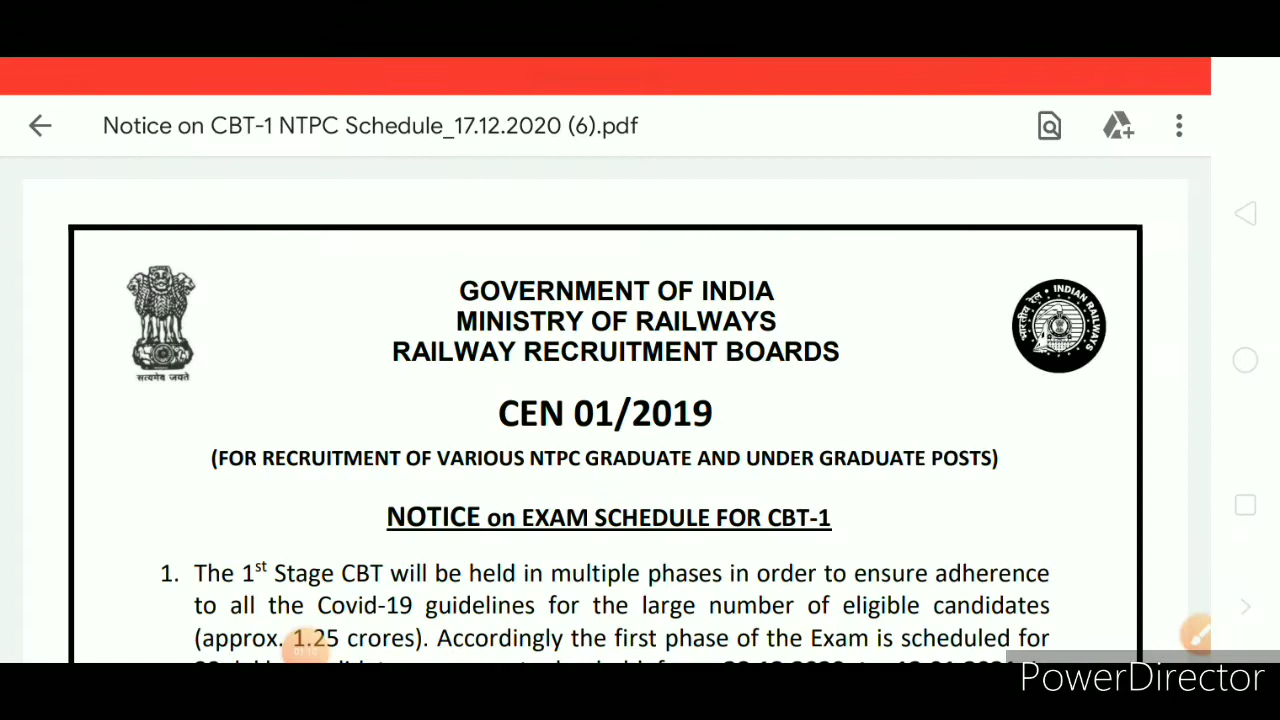 Notice on CBT-1 NTPC Schedule_17.12.2020 (6).pdf
GOVERNMENT OF INDIA
MINISTRY OF RAILWAYS
RAILWAY RECRUITMENT BOARDS
सत्यमेव जयते
भारतीय रेल • INDIAN RAILWAYS
CEN 01/2019
(FOR RECRUITMENT OF VARIOUS NTPC GRADUATE AND UNDER GRADUATE POSTS)
NOTICE on EXAM SCHEDULE FOR CBT-1
1. The 1st Stage CBT will be held in multiple phases in order to ensure adherence
to all the Covid-19 guidelines for the large number of eligible candidates
(approx. 1.25 crores). Accordingly the first phase of the Exam is scheduled for
01:10
PowerDirector